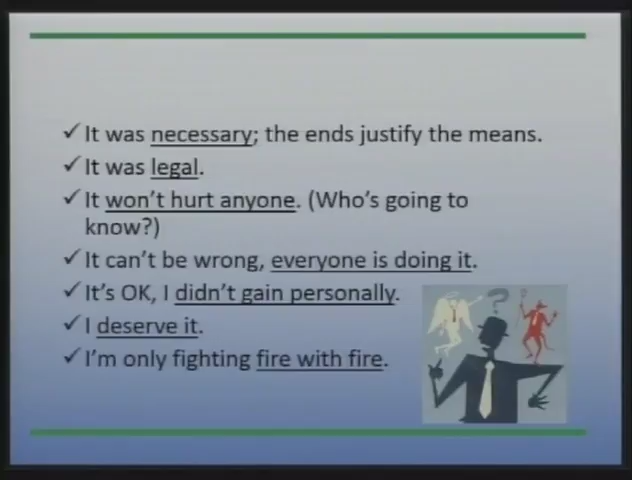 ✓ It was necessary; the ends justify the means.
✓ It was legal.
✓ It won't hurt anyone. (Who's going to
know?)
✓ It can't be wrong, everyone is doing it.
✓ It's OK, I didn't gain personally.
✓ I deserve it.
✓ I'm only fighting fire with fire.